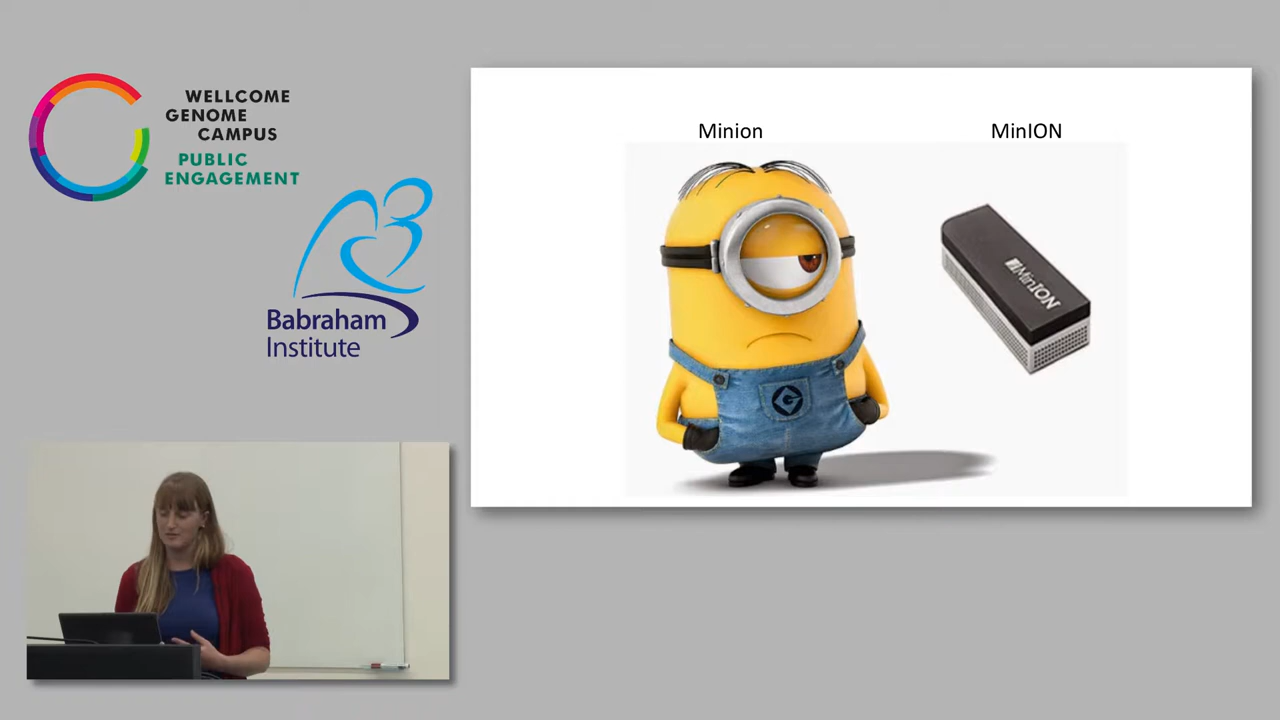 WELLCOME
GENOME
CAMPUS
PUBLIC
ENGAGEMENT
Babraham
Institute
Minion
MinION
MinION